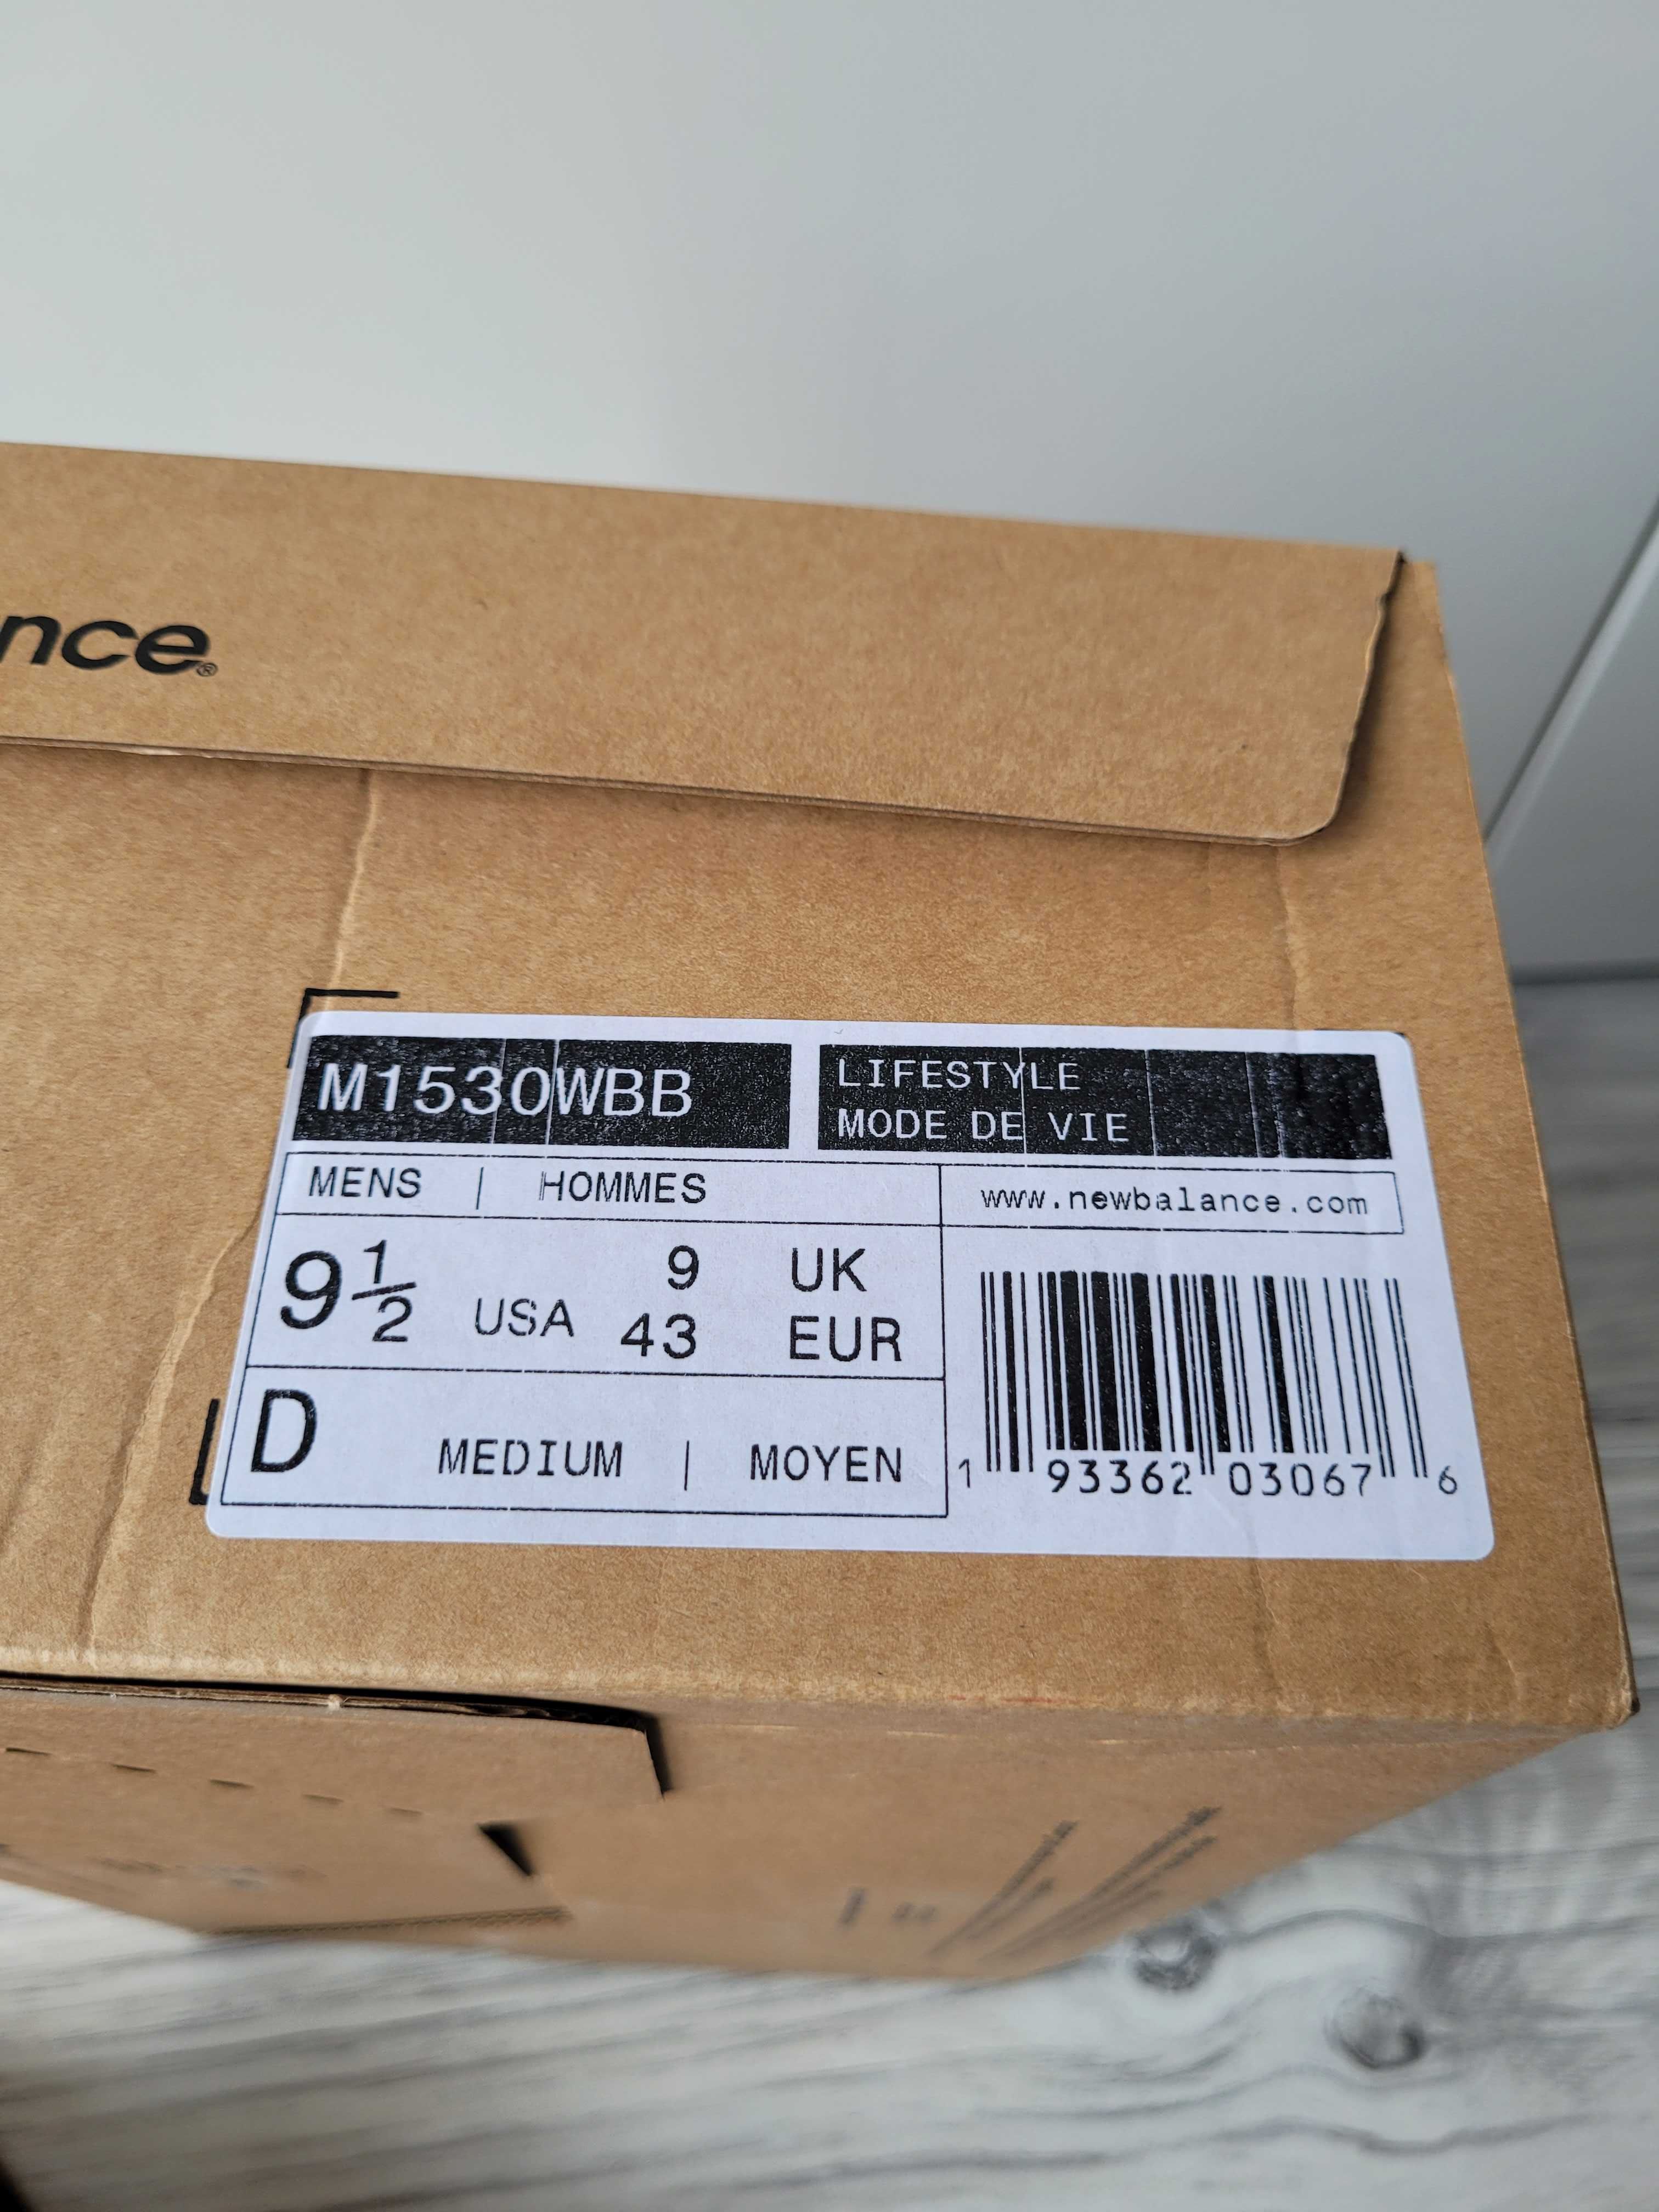 nce®
M1530WBB
LIFESTYLE
MODE DE VIE
MENS | HOMMES
www.newbalance.com
9 1/2 USA
9 UK
43 EUR
D MEDIUM | MOYEN
1 93362 03067 6